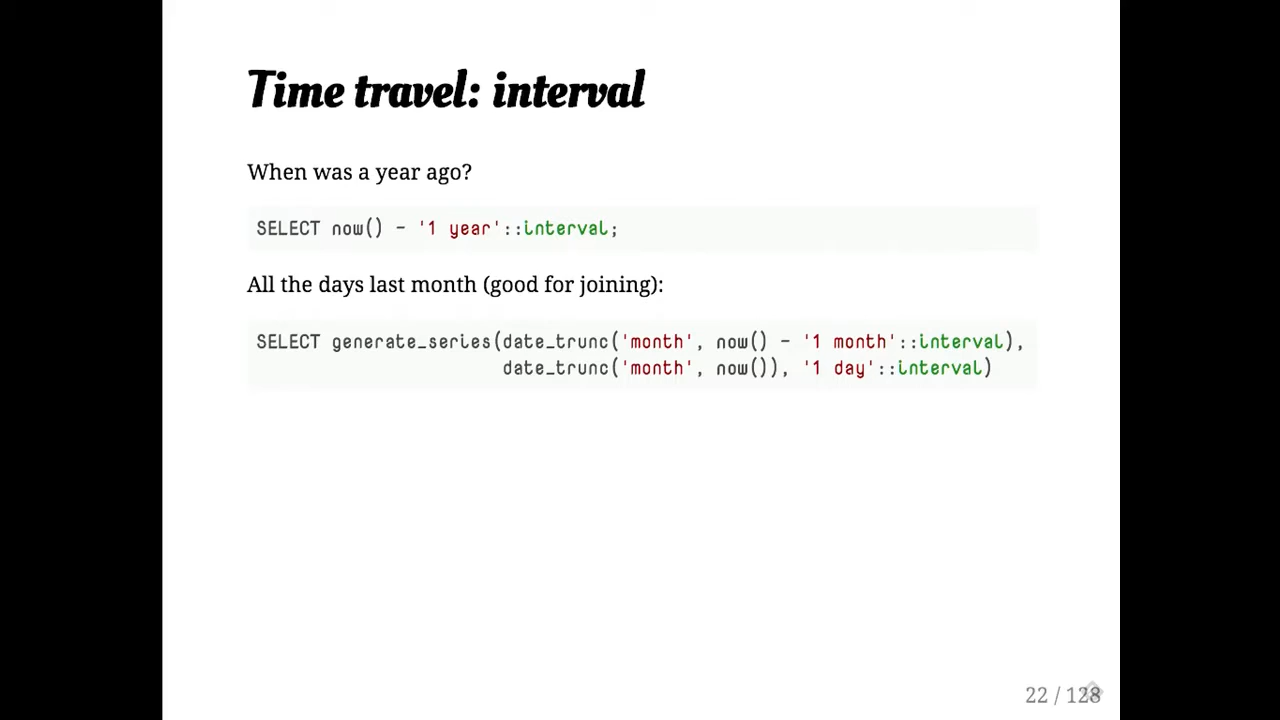 Time travel: interval
When was a year ago?
SELECT now() - '1 year'::interval;
All the days last month (good for joining):
SELECT generate_series(date_trunc('month', now() - '1 month'::interval),
date_trunc('month', now()), '1 day'::interval)
22 / 128